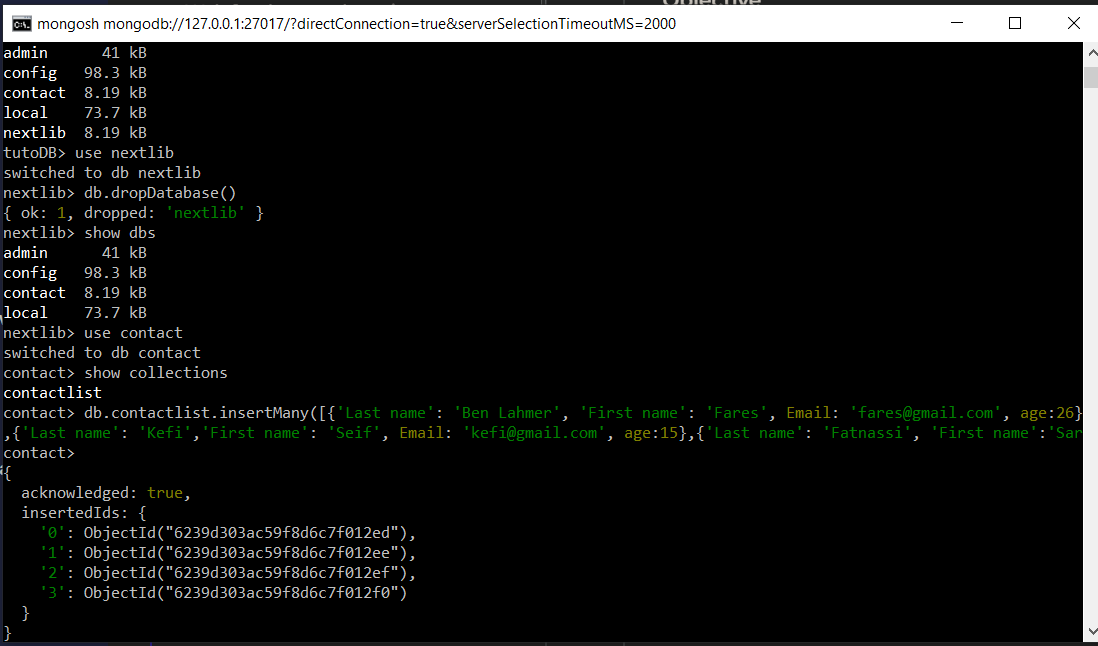 Objective
mongosh mongodb://127.0.0.1:27017/?directConnection=true&serverSelectionTimeoutMS=2000
admin      41 kB
config   98.3 kB
contact  8.19 kB
local    73.7 kB
nextlib  8.19 kB
tutoDB> use nextlib
switched to db nextlib
nextlib> db.dropDatabase()
{ ok: 1, dropped: 'nextlib' }
nextlib> show dbs
admin      41 kB
config   98.3 kB
contact  8.19 kB
local    73.7 kB
nextlib> use contact
switched to db contact
contact> show collections
contactlist
contact> db.contactlist.insertMany([{'Last name': 'Ben Lahmer', 'First name': 'Fares', Email: 'fares@gmail.com', age:26}
,{'Last name': 'Kefi','First name': 'Seif', Email: 'kefi@gmail.com', age:15},{'Last name': 'Fatnassi', 'First name':'Sar
contact>
{
  acknowledged: true,
  insertedIds: {
    '0': ObjectId("6239d303ac59f8d6c7f012ed"),
    '1': ObjectId("6239d303ac59f8d6c7f012ee"),
    '2': ObjectId("6239d303ac59f8d6c7f012ef"),
    '3': ObjectId("6239d303ac59f8d6c7f012f0")
  }
}